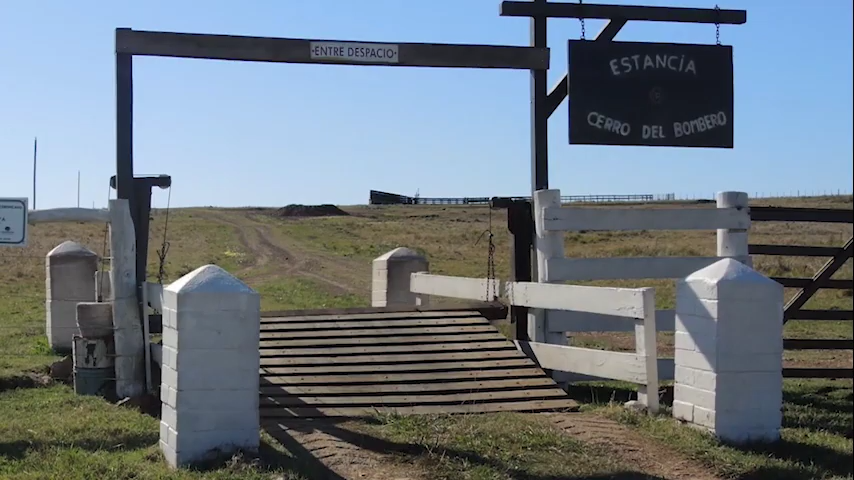 ·ENTRE DESPACIO·
ESTANCIA
CERRO DEL BOMBERO